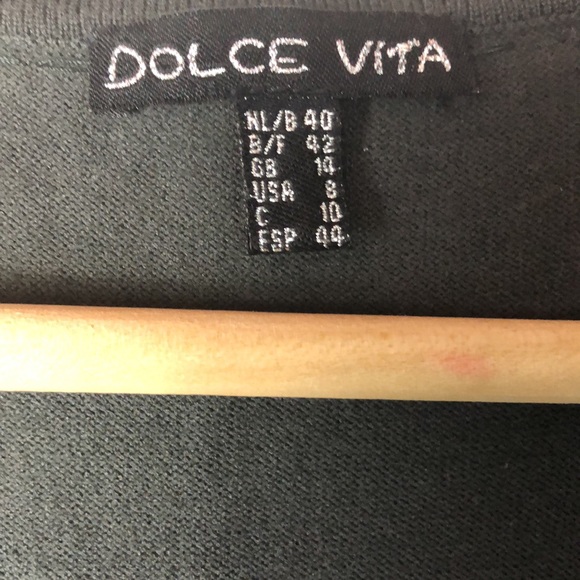 DOLCE VITA
NL/B 40
B/F 42
GB 14
USA 8
C 10
ESP 44